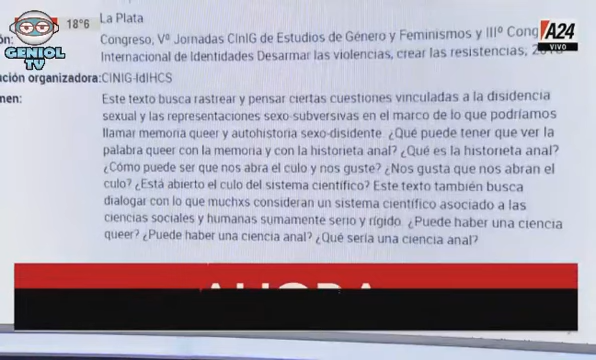 18°6
La Plata
GENIOL
TV
A24
VIVO
Congreso, Vº Jornadas CInIG de Estudios de Género y Feminismos y IIIº Cong
Internacional de Identidades Desarmar las violencias, crear las resistencias,
ución organizadora:CINIG-IdIHCS
men:
Este texto busca rastrear y pensar ciertas cuestiones vinculadas a la disidencia
sexual y las representaciones sexo-subversivas en el marco de lo que podríamos
llamar memoria queer y autohistoria sexo-disidente. ¿Qué puede tener que ver la
palabra queer con la memoria y con la historieta anal? ¿Qué es la historieta anal?
¿Cómo puede ser que nos abra el culo y nos guste? ¿Nos gusta que nos abran el
culo? ¿Está abierto el culo del sistema científico? Este texto también busca
dialogar con lo que muchxs consideran un sistema científico asociado a las
ciencias sociales y humanas sumamente serio y rígido. ¿Puede haber una ciencia
queer? ¿Puede haber una ciencia anal? ¿Qué sería una ciencia anal?